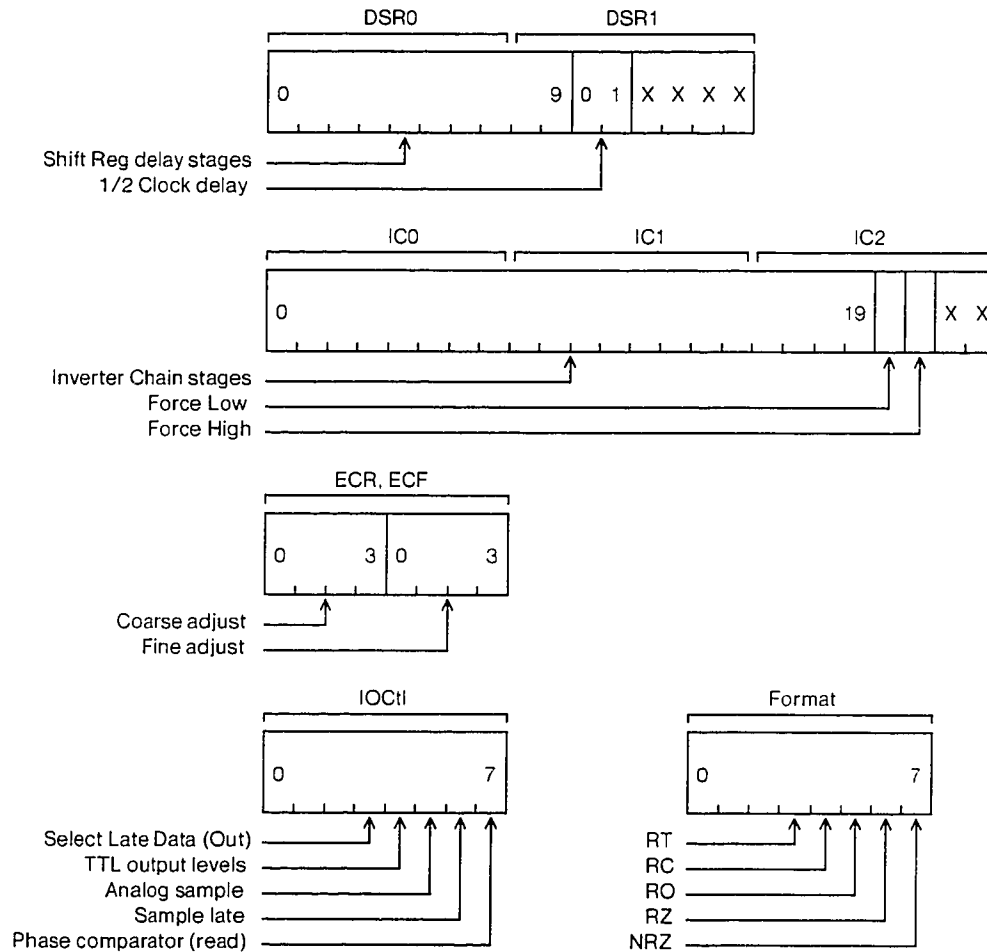 DSR0 DSR1
0 9 0 1 X X X X
Shift Reg delay stages
1/2 Clock delay
IC0 IC1 IC2
0 19 X X
Inverter Chain stages
Force Low
Force High
ECR, ECF
0 3 0 3
Coarse adjust
Fine adjust
IOCtl Format
0 7 0 7
Select Late Data (Out) RT
TTL output levels RC
Analog sample RO
Sample late RZ
Phase comparator (read) NRZ